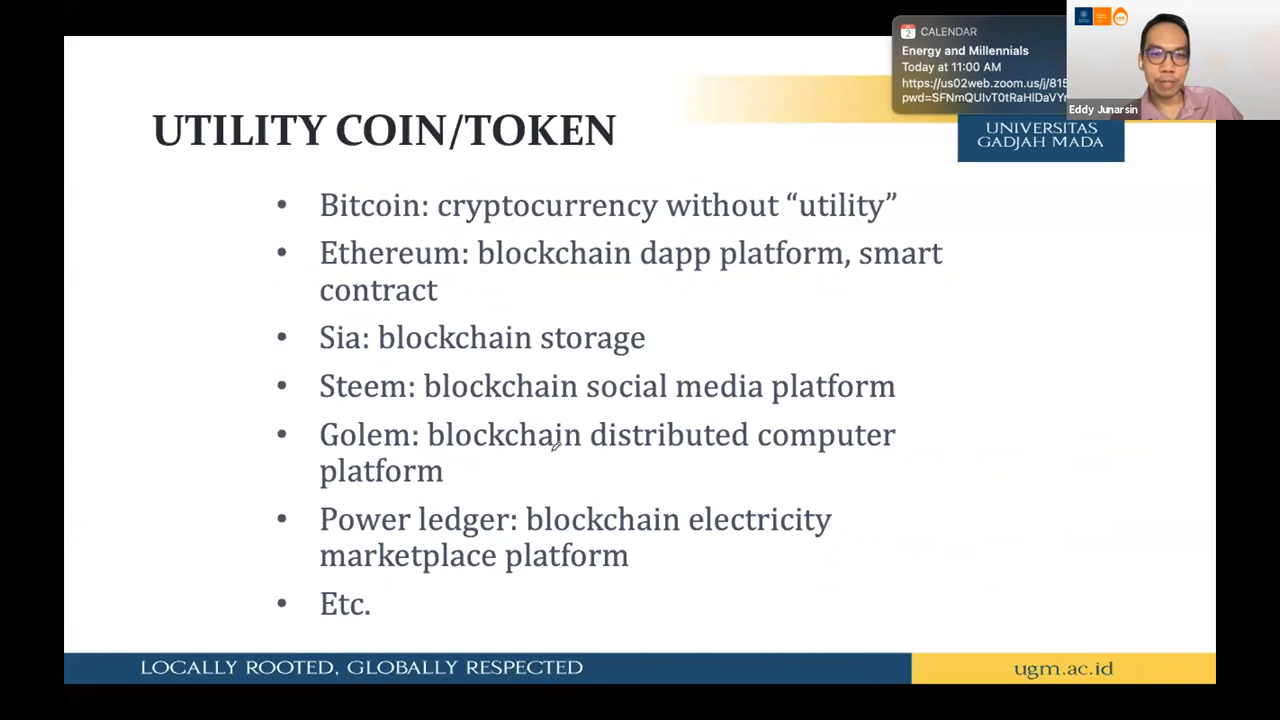 2
CALENDAR
Energy and Millennials
Today at 11:00 AM
https://us02web.zoom.us/j/815
pwd=SFNmQUlvT0tRaHlDaVYr
Eddy Junarsin
UNIVERSITAS
GADJAH MADA
UTILITY COIN/TOKEN
• Bitcoin: cryptocurrency without “utility”
• Ethereum: blockchain dapp platform, smart
contract
• Sia: blockchain storage
• Steem: blockchain social media platform
• Golem: blockchain distributed computer
platform
• Power ledger: blockchain electricity
marketplace platform
• Etc.
LOCALLY ROOTED, GLOBALLY RESPECTED
ugm.ac.id